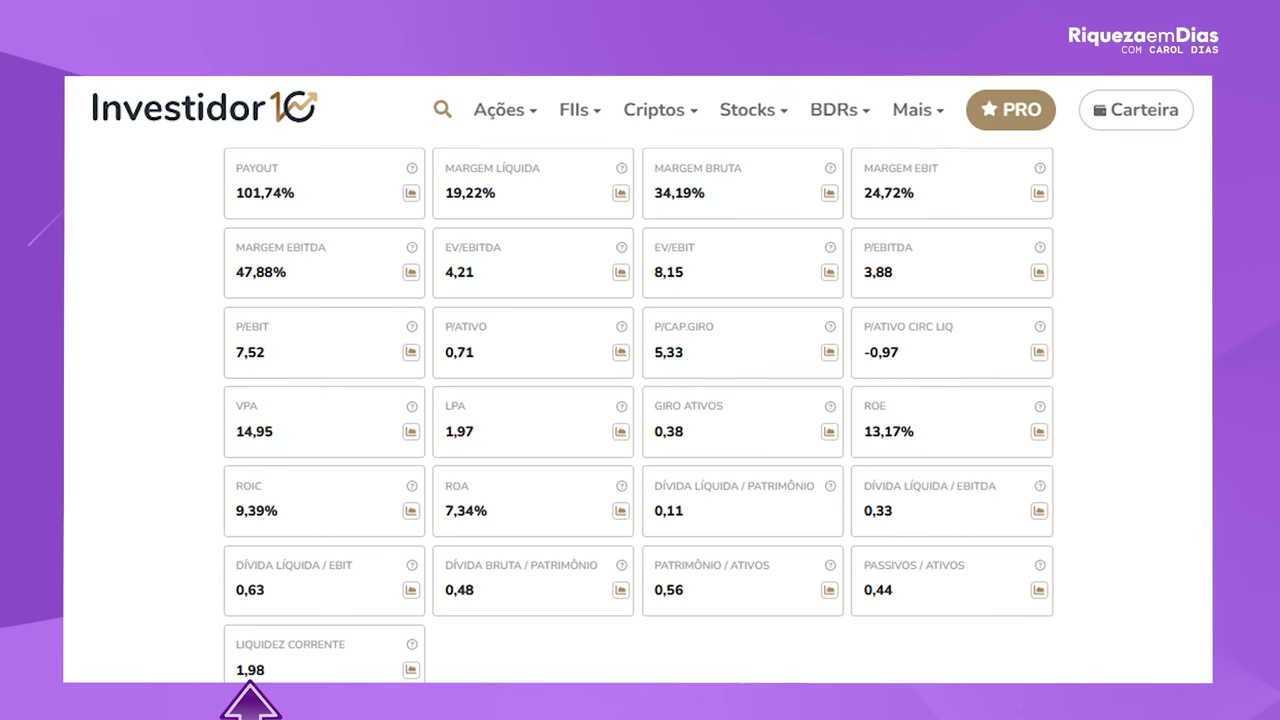 RiquezaemDias
COM CAROL DIAS
Investidor10
Ações
FIIs
Criptos
Stocks
BDRs
Mais
PRO
Carteira
PAYOUT
101,74%
MARGEM LÍQUIDA
19,22%
MARGEM BRUTA
34,19%
MARGEM EBIT
24,72%
MARGEM EBITDA
47,88%
EV/EBITDA
4,21
EV/EBIT
8,15
P/EBITDA
3,88
P/EBIT
7,52
P/ATIVO
0,71
P/CAP.GIRO
5,33
P/ATIVO CIRC LIQ
-0,97
VPA
14,95
LPA
1,97
GIRO ATIVOS
0,38
ROE
13,17%
ROIC
9,39%
ROA
7,34%
DÍVIDA LÍQUIDA / PATRIMÔNIO
0,11
DÍVIDA LÍQUIDA / EBITDA
0,33
DÍVIDA LÍQUIDA / EBIT
0,63
DÍVIDA BRUTA / PATRIMÔNIO
0,48
PATRIMÔNIO / ATIVOS
0,56
PASSIVOS / ATIVOS
0,44
LIQUIDEZ CORRENTE
1,98